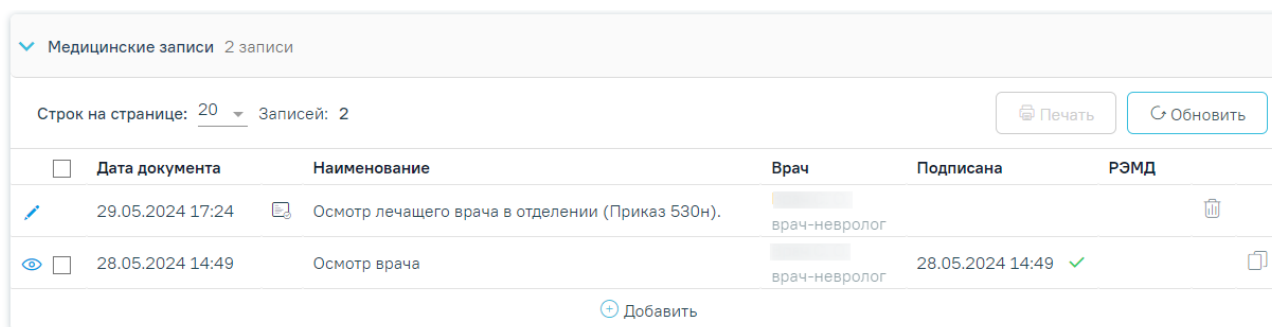 Медицинские записи 2 записи
Строк на странице: 20 Записей: 2 Печать Обновить
Дата документа Наименование Врач Подписана РЭМД
29.05.2024 17:24 Осмотр лечащего врача в отделении (Приказ 530н). врач-невролог
28.05.2024 14:49 Осмотр врача врач-невролог 28.05.2024 14:49
Добавить